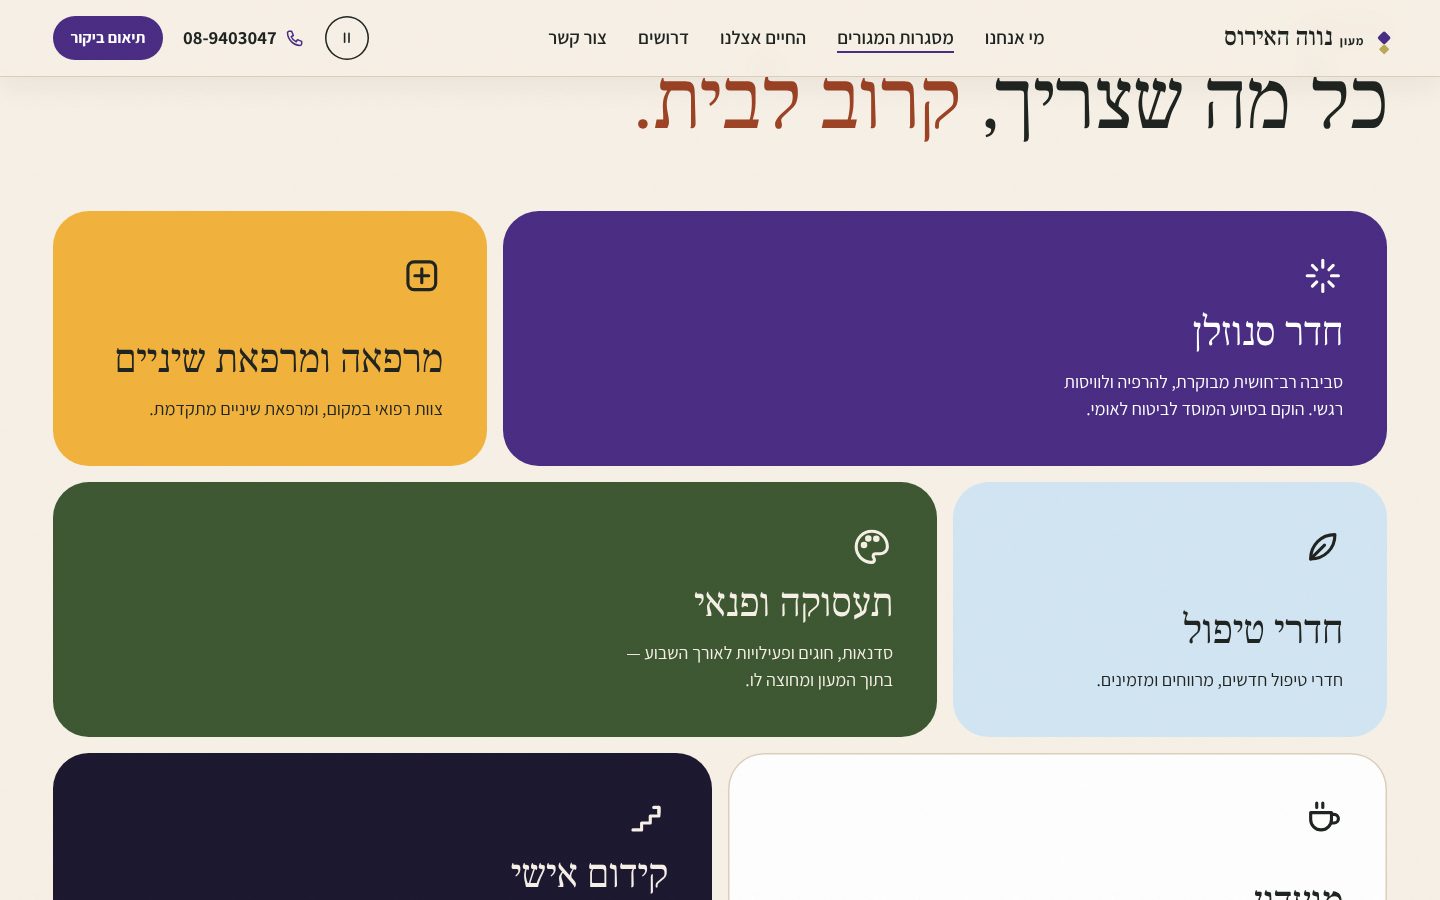 מעון נווה האירוס
מי אנחנו
מסגרות המגורים
החיים אצלנו
דרושים
צור קשר
08-9403047
תיאום ביקור
כל מה שצריך, קרוב לבית.
חדר סנוזלן
סביבה רב־חושית מבוקרת, להרפיה ולוויסות
רגשי. הוקם בסיוע המוסד לביטוח לאומי.
מרפאה ומרפאת שיניים
צוות רפואי במקום, ומרפאת שיניים מתקדמת.
חדרי טיפול
חדרי טיפול חדשים, מרווחים ומזמינים.
תעסוקה ופנאי
סדנאות, חוגים ופעילויות לאורך השבוע —
בתוך המעון ומחוצה לו.
קידום אישי